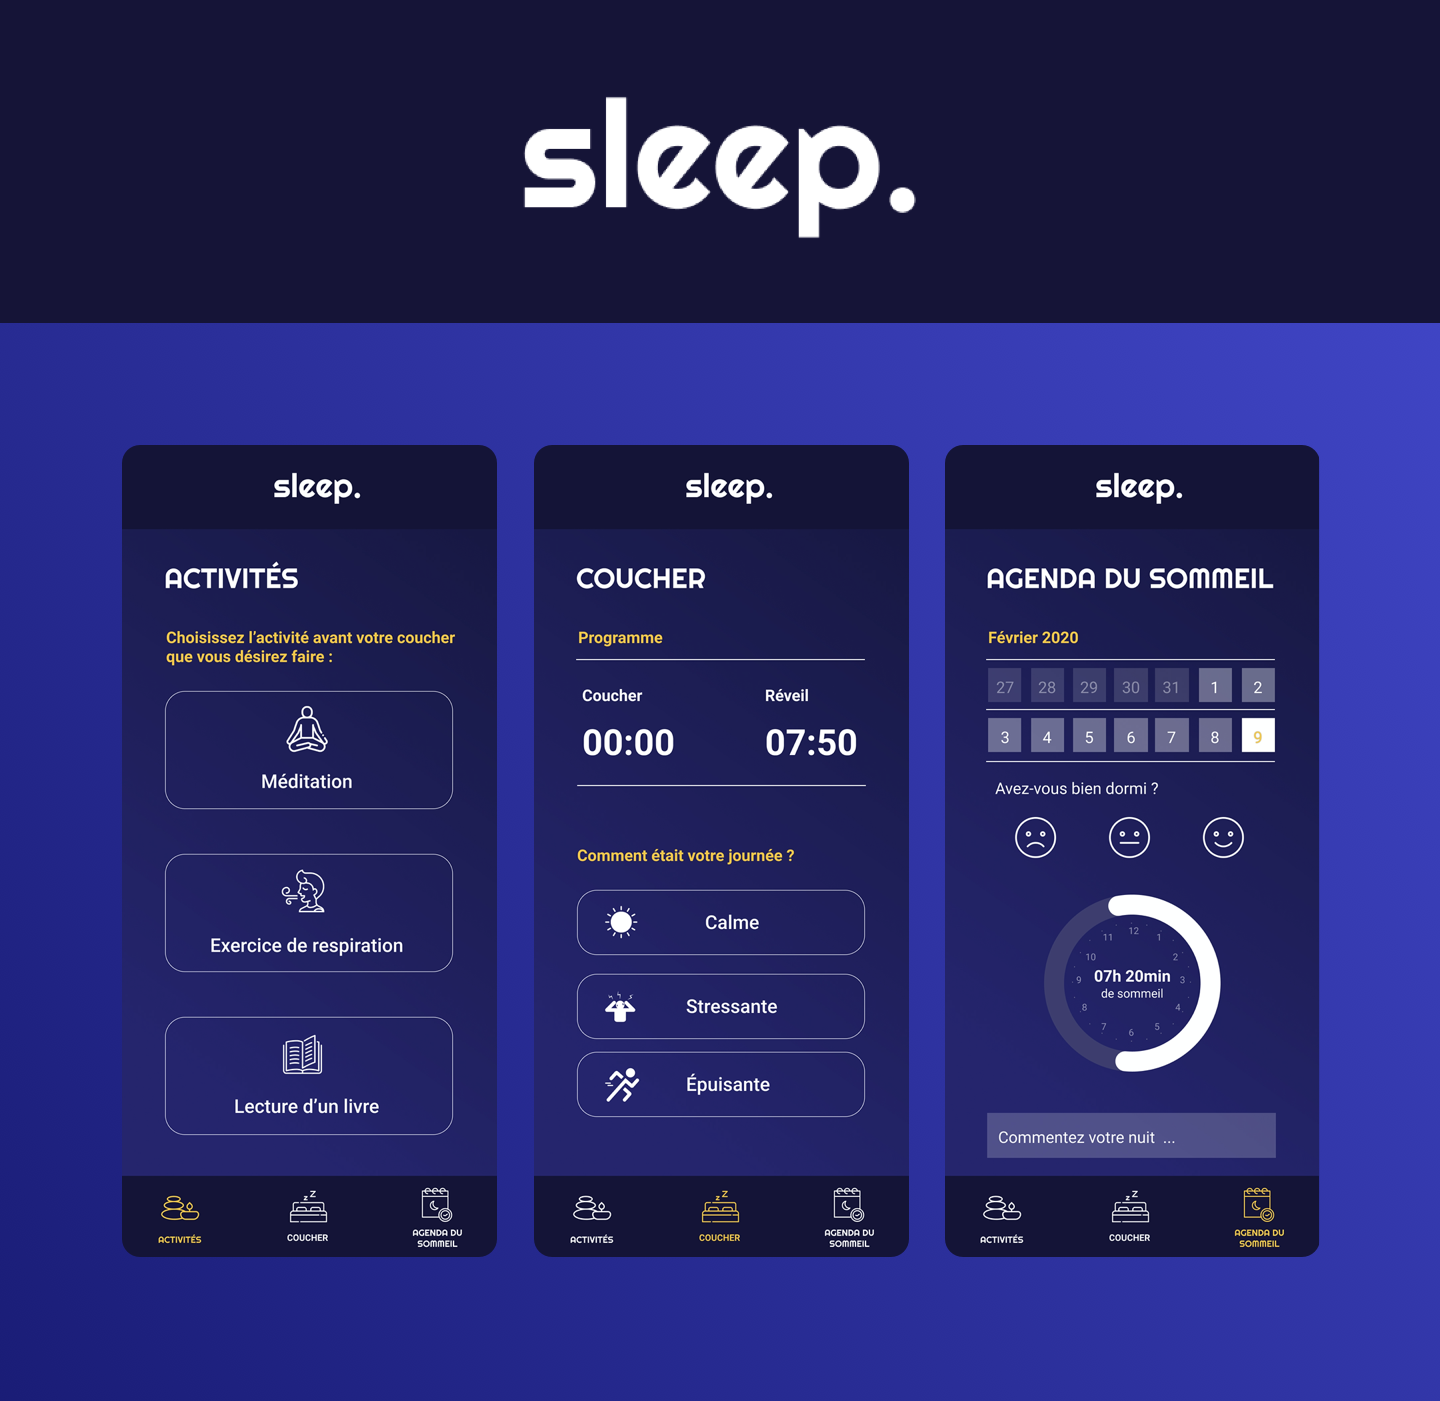 sleep.
sleep.
ACTIVITÉS
Choisissez l’activité avant votre coucher
que vous désirez faire :
Méditation
Exercice de respiration
Lecture d’un livre
ACTIVITÉS
COUCHER
AGENDA DU
SOMMEIL
sleep.
COUCHER
Programme
Coucher Réveil
00:00 07:50
Comment était votre journée ?
Calme
Stressante
Épuisante
ACTIVITÉS
COUCHER
AGENDA DU
SOMMEIL
sleep.
AGENDA DU SOMMEIL
Février 2020
27 28 29 30 31 1 2
3 4 5 6 7 8 9
Avez-vous bien dormi ?
12
11 1
10 2
07h 20min
9 3
de sommeil
8 4
7 5
6
Commentez votre nuit ...
ACTIVITÉS
COUCHER
AGENDA DU
SOMMEIL